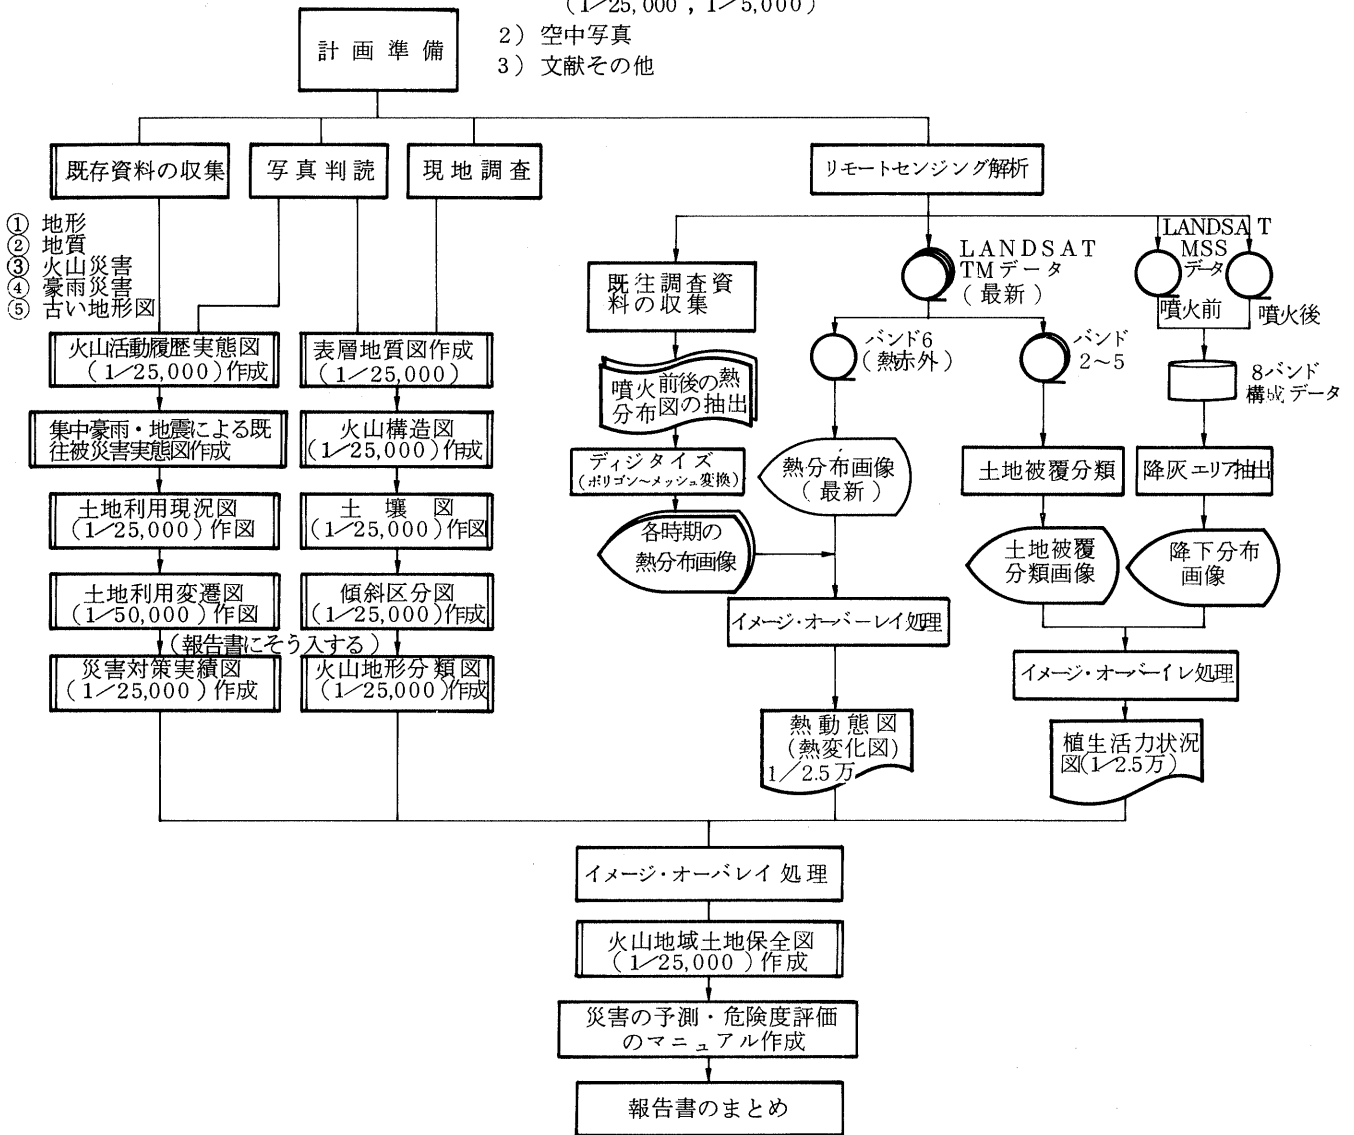 (1/25,000 , 1/5,000)
計画準備
2) 空中写真
3) 文献その他
既存資料の収集
写真判読
現地調査
リモートセンジング解析
① 地形
② 地質
③ 火山災害
④ 豪雨災害
⑤ 古い地形図
火山活動履歴実態図
(1/25,000)作成
集中豪雨・地震による既
往被災害実態図作成
土地利用現況図
(1/25,000)作図
土地利用変遷図
(1/50,000)作図
(報告書にそう入する)
災害対策実績図
(1/25,000)作成
表層地質図作成
(1/25,000)
火山構造図
(1/25,000)作成
土壌図
(1/25,000)作図
傾斜区分図
(1/25,000)作成
火山地形分類図
(1/25,000)作成
既往調査資
料の収集
噴火前後の熱
分布図の抽出
ディジタイズ
(ポリゴン~メッシュ変換)
各時期の
熱分布画像
LANDSAT
TMデータ
(最新)
バンド6
(熱赤外)
熱分布画像
(最新)
イメージ・オーバーレイ処理
熱動態図
(熱変化図)
1/2.5万
バンド
2~5
土地被覆分類
土地被覆
分類画像
LANDSAT
MSS
データ
噴火前
噴火後
8バンド
構成データ
降灰エリア抽出
降下分布
画像
イメージ・オーバーイレ処理
植生活力状況
図(1/2.5万)
イメージ・オーバレイ処理
火山地域土地保全図
(1/25,000)作成
災害の予測・危険度評価
のマニュアル作成
報告書のまとめ